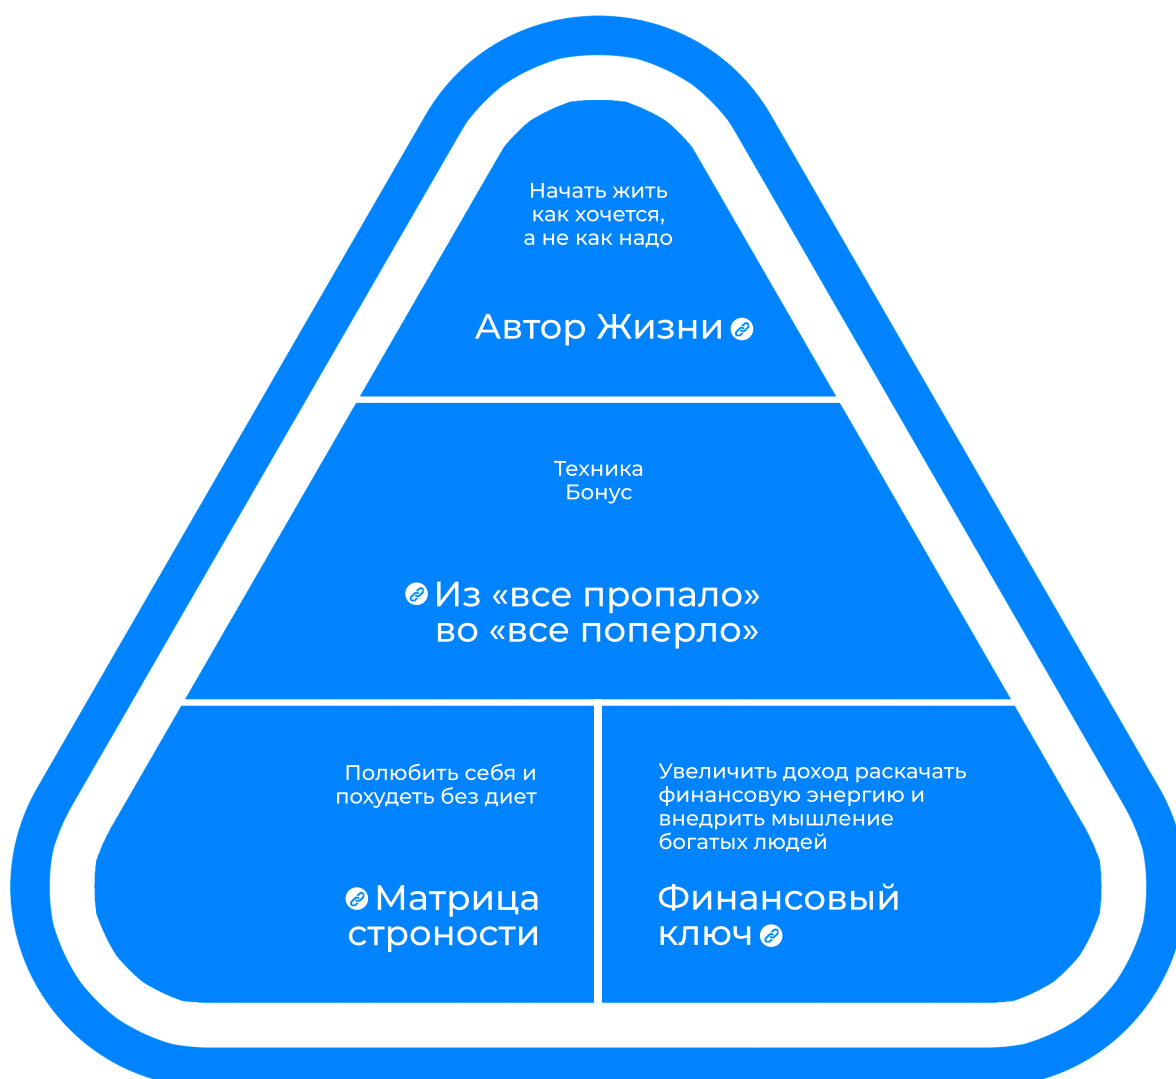 Начать жить
как хочется,
а не как надо
Автор Жизни
Техника
Бонус
Из «все пропало»
во «все поперло»
Полюбить себя и
похудеть без диет
Матрица
строности
Увеличить доход раскачать
финансовую энергию и
внедрить мышление
богатых людей
Финансовый
ключ